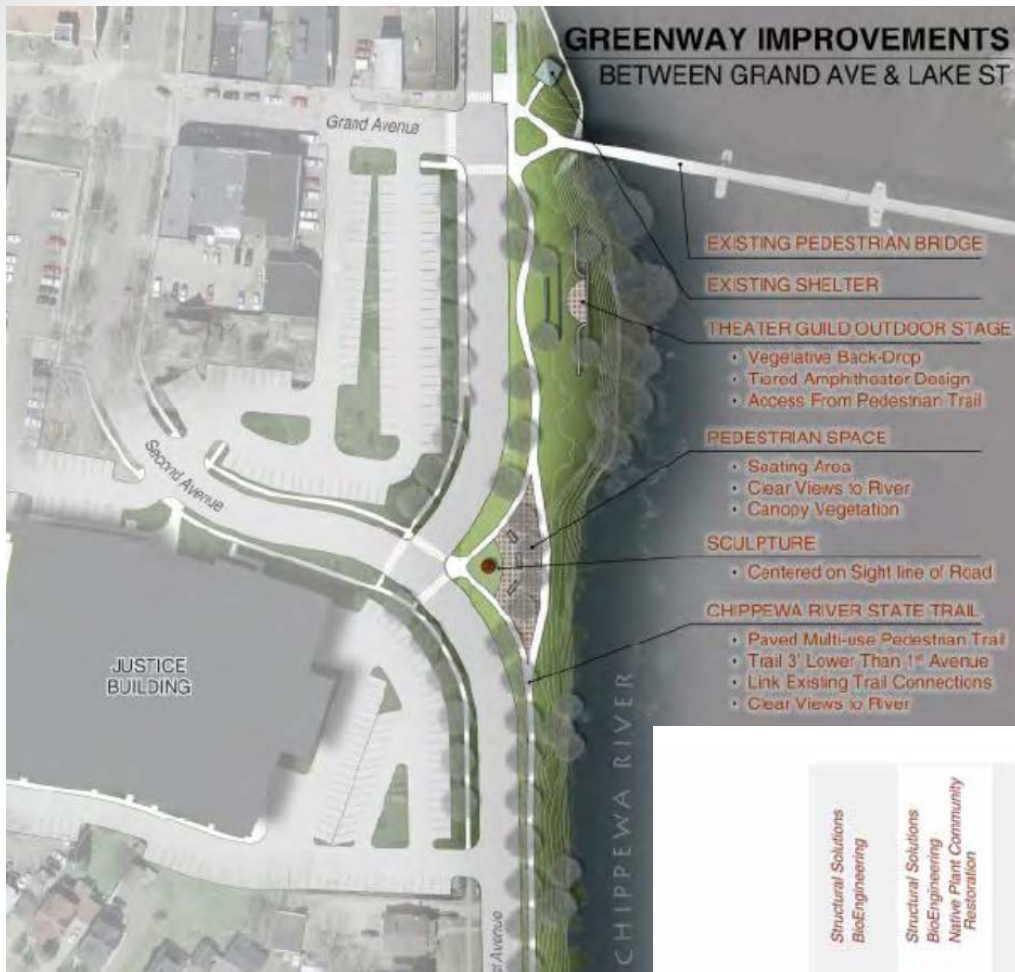 GREENWAY IMPROVEMENTS
BETWEEN GRAND AVE & LAKE ST
Grand Avenue
EXISTING PEDESTRIAN BRIDGE
EXISTING SHELTER
THEATER GUILD OUTDOOR STAGE
• Vegetative Back-Drop
• Tiered Amphitheater Design
• Access From Pedestrian Trail
Second Avenue
PEDESTRIAN SPACE
• Seating Area
• Clear Views to River
• Canopy Vegetation
SCULPTURE
• Centered on Sight line of Road
CHIPPEWA RIVER STATE TRAIL
• Paved Multi-use Pedestrian Trail
• Trail 3' Lower Than 1st Avenue
• Link Existing Trail Connections
• Clear Views to River
JUSTICE
BUILDING
CHIPPEWA RIVER
Avenue
Structural Solutions
BioEngineering
Structural Solutions
BioEngineering
Native Plant Community
Restoration